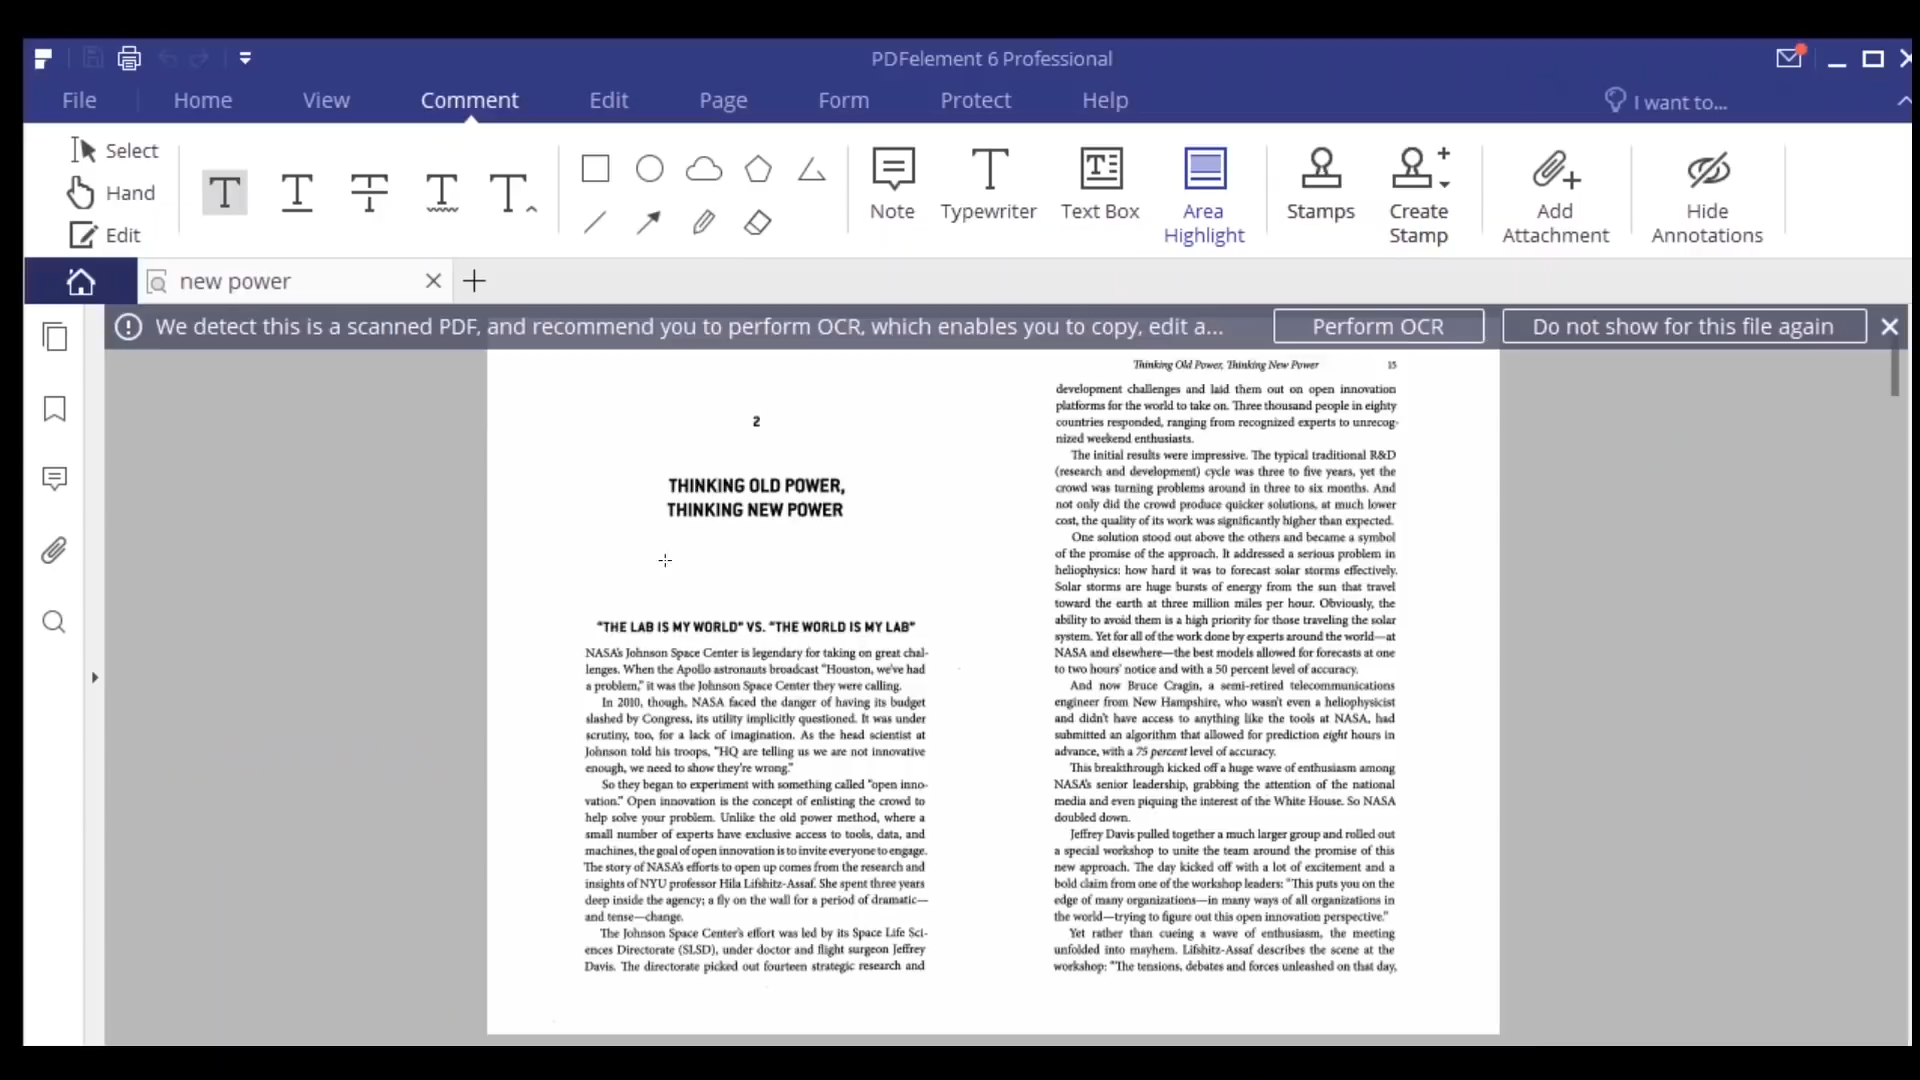 PDFelement 6 Professional
File Home View Comment Edit Page Form Protect Help I want to...
Select
Hand
Edit
Note Typewriter Text Box Area Highlight Stamps Create Stamp Add Attachment Hide Annotations
new power
We detect this is a scanned PDF, and recommend you to perform OCR, which enables you to copy, edit a... Perform OCR Do not show for this file again
2
THINKING OLD POWER,
THINKING NEW POWER
"THE LAB IS MY WORLD" VS. "THE WORLD IS MY LAB"
NASA's Johnson Space Center is legendary for taking on great chal-
lenges. When the Apollo astronauts broadcast "Houston, we've had
a problem," it was the Johnson Space Center they were calling.
In 2010, though, NASA faced the danger of having its budget
slashed by Congress, its utility implicitly questioned. It was under
scrutiny, too, for a lack of imagination. As the head scientist at
Johnson told his troops, "HQ are telling us we are not innovative
enough, we need to show they're wrong."
So they began to experiment with something called "open inno-
vation." Open innovation is the concept of enlisting the crowd to
help solve your problem. Unlike the old power method, where a
small number of experts have exclusive access to tools, data, and
machines, the goal of open innovation is to invite everyone to engage.
The story of NASA's efforts to open up comes from the research and
insights of NYU professor Hila Lifshitz-Assaf. She spent three years
deep inside the agency; a fly on the wall for a period of dramatic—
and tense—change.
The Johnson Space Center's effort was led by its Space Life Sci-
ences Directorate (SLSD), under doctor and flight surgeon Jeffrey
Davis. The directorate picked out fourteen strategic research and
Thinking Old Power, Thinking New Power 15
development challenges and laid them out on open innovation
platforms for the world to take on. Three thousand people in eighty
countries responded, ranging from recognized experts to unrecog-
nized weekend enthusiasts.
The initial results were impressive. The typical traditional R&D
(research and development) cycle was three to five years, yet the
crowd was turning problems around in three to six months. And
not only did the crowd produce quicker solutions, at much lower
cost, the quality of its work was significantly higher than expected.
One solution stood out above the others and became a symbol
of the promise of the approach. It addressed a serious problem in
heliophysics: how hard it was to forecast solar storms effectively.
Solar storms are huge bursts of energy from the sun that travel
toward the earth at three million miles per hour. Obviously, the
ability to avoid them is a high priority for those traveling the solar
system. Yet for all of the work done by experts around the world—at
NASA and elsewhere—the best models allowed for forecasts at one
to two hours' notice and with a 50 percent level of accuracy.
And now Bruce Cragin, a semi-retired telecommunications
engineer from New Hampshire, who wasn't even a heliophysicist
and didn't have access to anything like the tools at NASA, had
submitted an algorithm that allowed for prediction eight hours in
advance, with a 75 percent level of accuracy.
This breakthrough kicked off a huge wave of enthusiasm among
NASA's senior leadership, grabbing the attention of the national
media and even piquing the interest of the White House. So NASA
doubled down.
Jeffrey Davis pulled together a much larger group and rolled out
a special workshop to unite the team around the promise of this
new approach. The day kicked off with a lot of excitement and a
bold claim from one of the workshop leaders: "This puts you on the
edge of many organizations—in many ways of all organizations in
the world—trying to figure out this open innovation perspective."
Yet rather than cueing a wave of enthusiasm, the meeting
unfolded into mayhem. Lifshitz-Assaf describes the scene at the
workshop: "The tensions, debates and forces unleashed on that day,